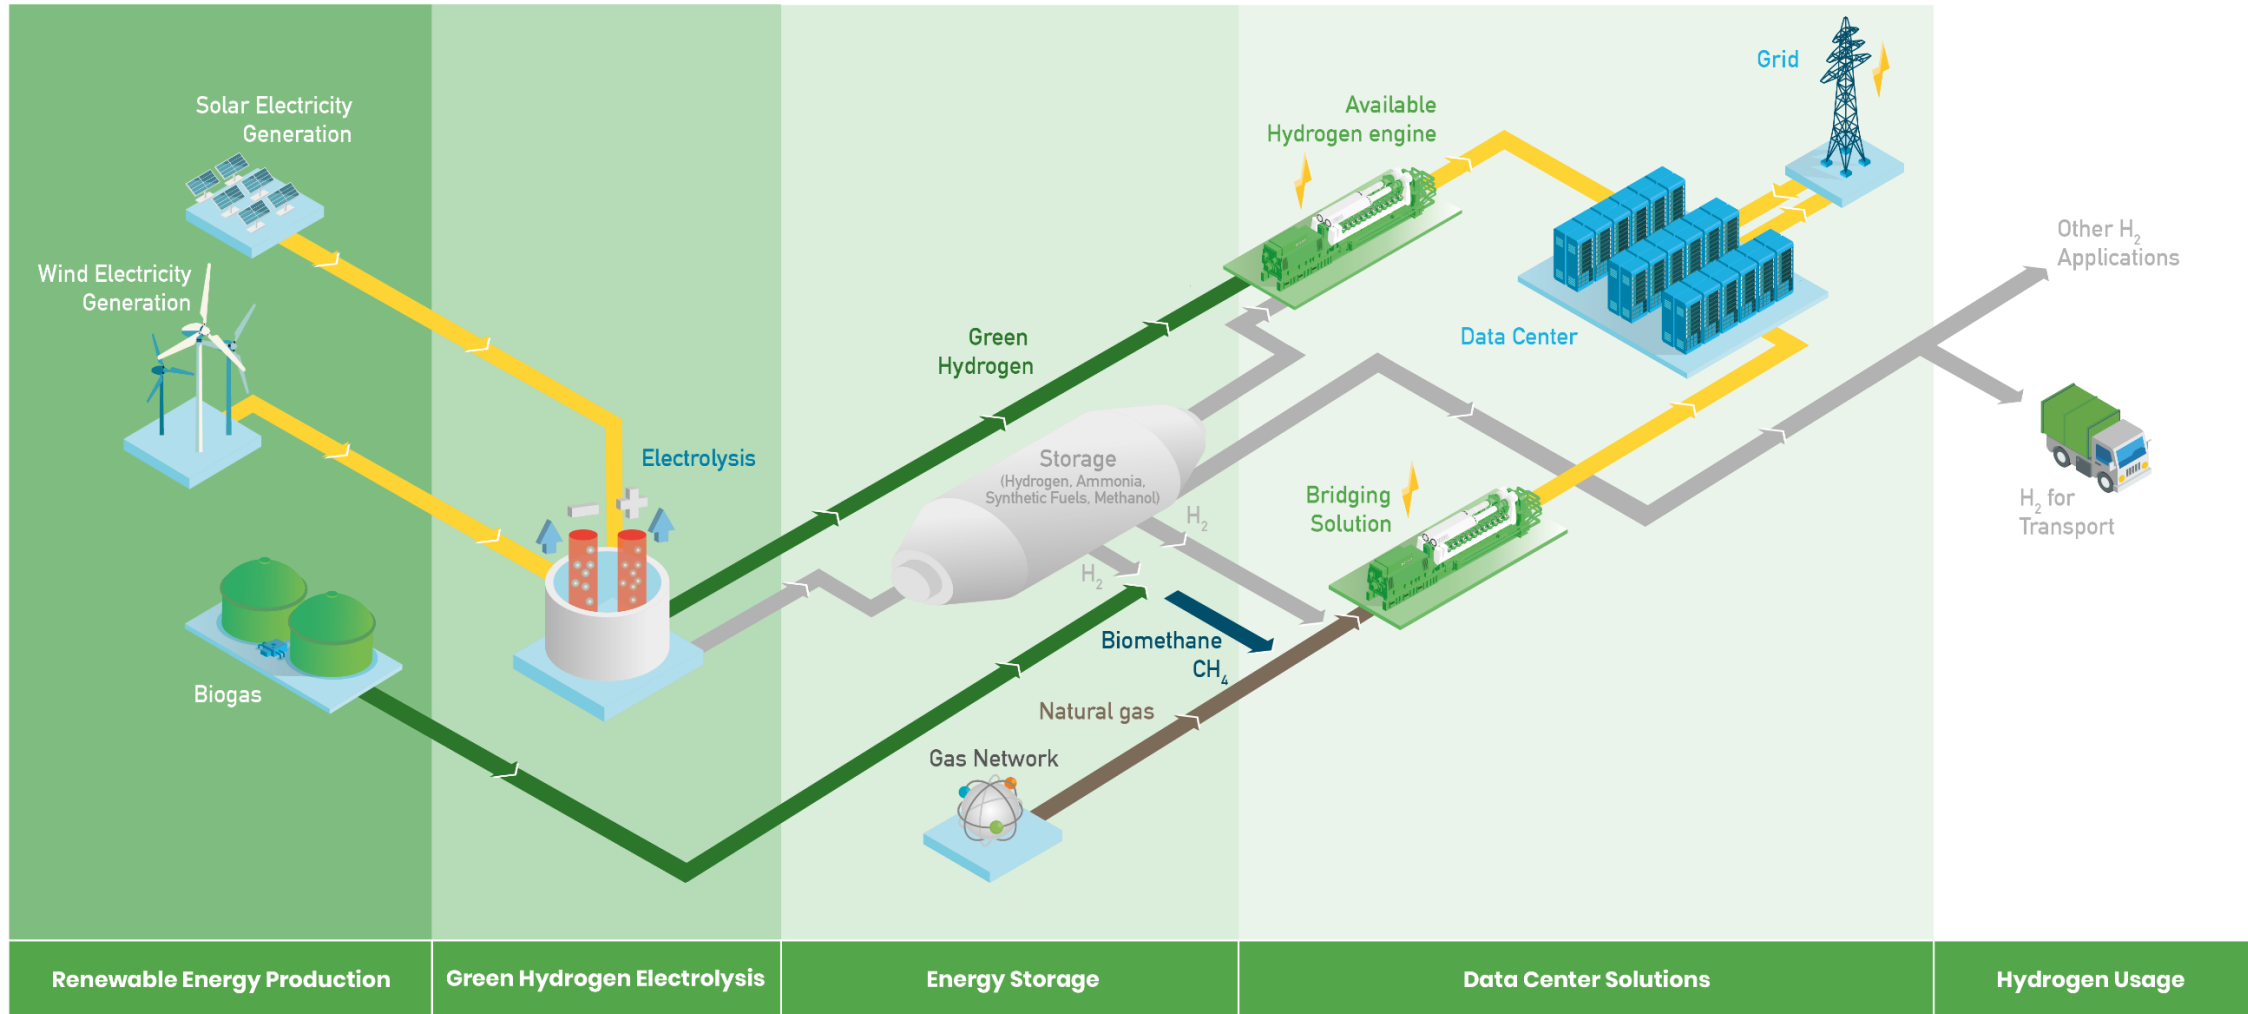 Solar Electricity
Generation
Wind Electricity
Generation
Biogas
Electrolysis
Green
Hydrogen
Storage
(Hydrogen, Ammonia,
Synthetic Fuels, Methanol)
H₂
H₂
Biomethane
CH₄
Natural gas
Gas Network
Available
Hydrogen engine
Bridging
Solution
Grid
Data Center
Other H₂
Applications
H₂ for
Transport
Renewable Energy Production
Green Hydrogen Electrolysis
Energy Storage
Data Center Solutions
Hydrogen Usage